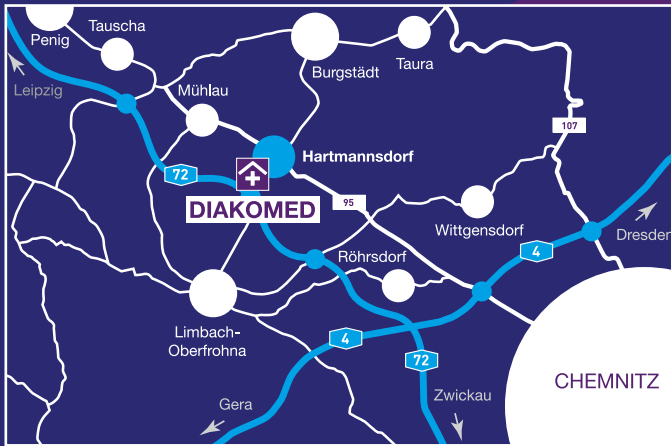 Tauscha
Penig
Burgstädt
Taura
Leipzig
Mühlau
107
Hartmannsdorf
72
DIAKOMED
95
Wittgensdorf
Dresden
4
Röhrsdorf
Limbach-
Oberfrohna
4
72
CHEMNITZ
Zwickau
Gera